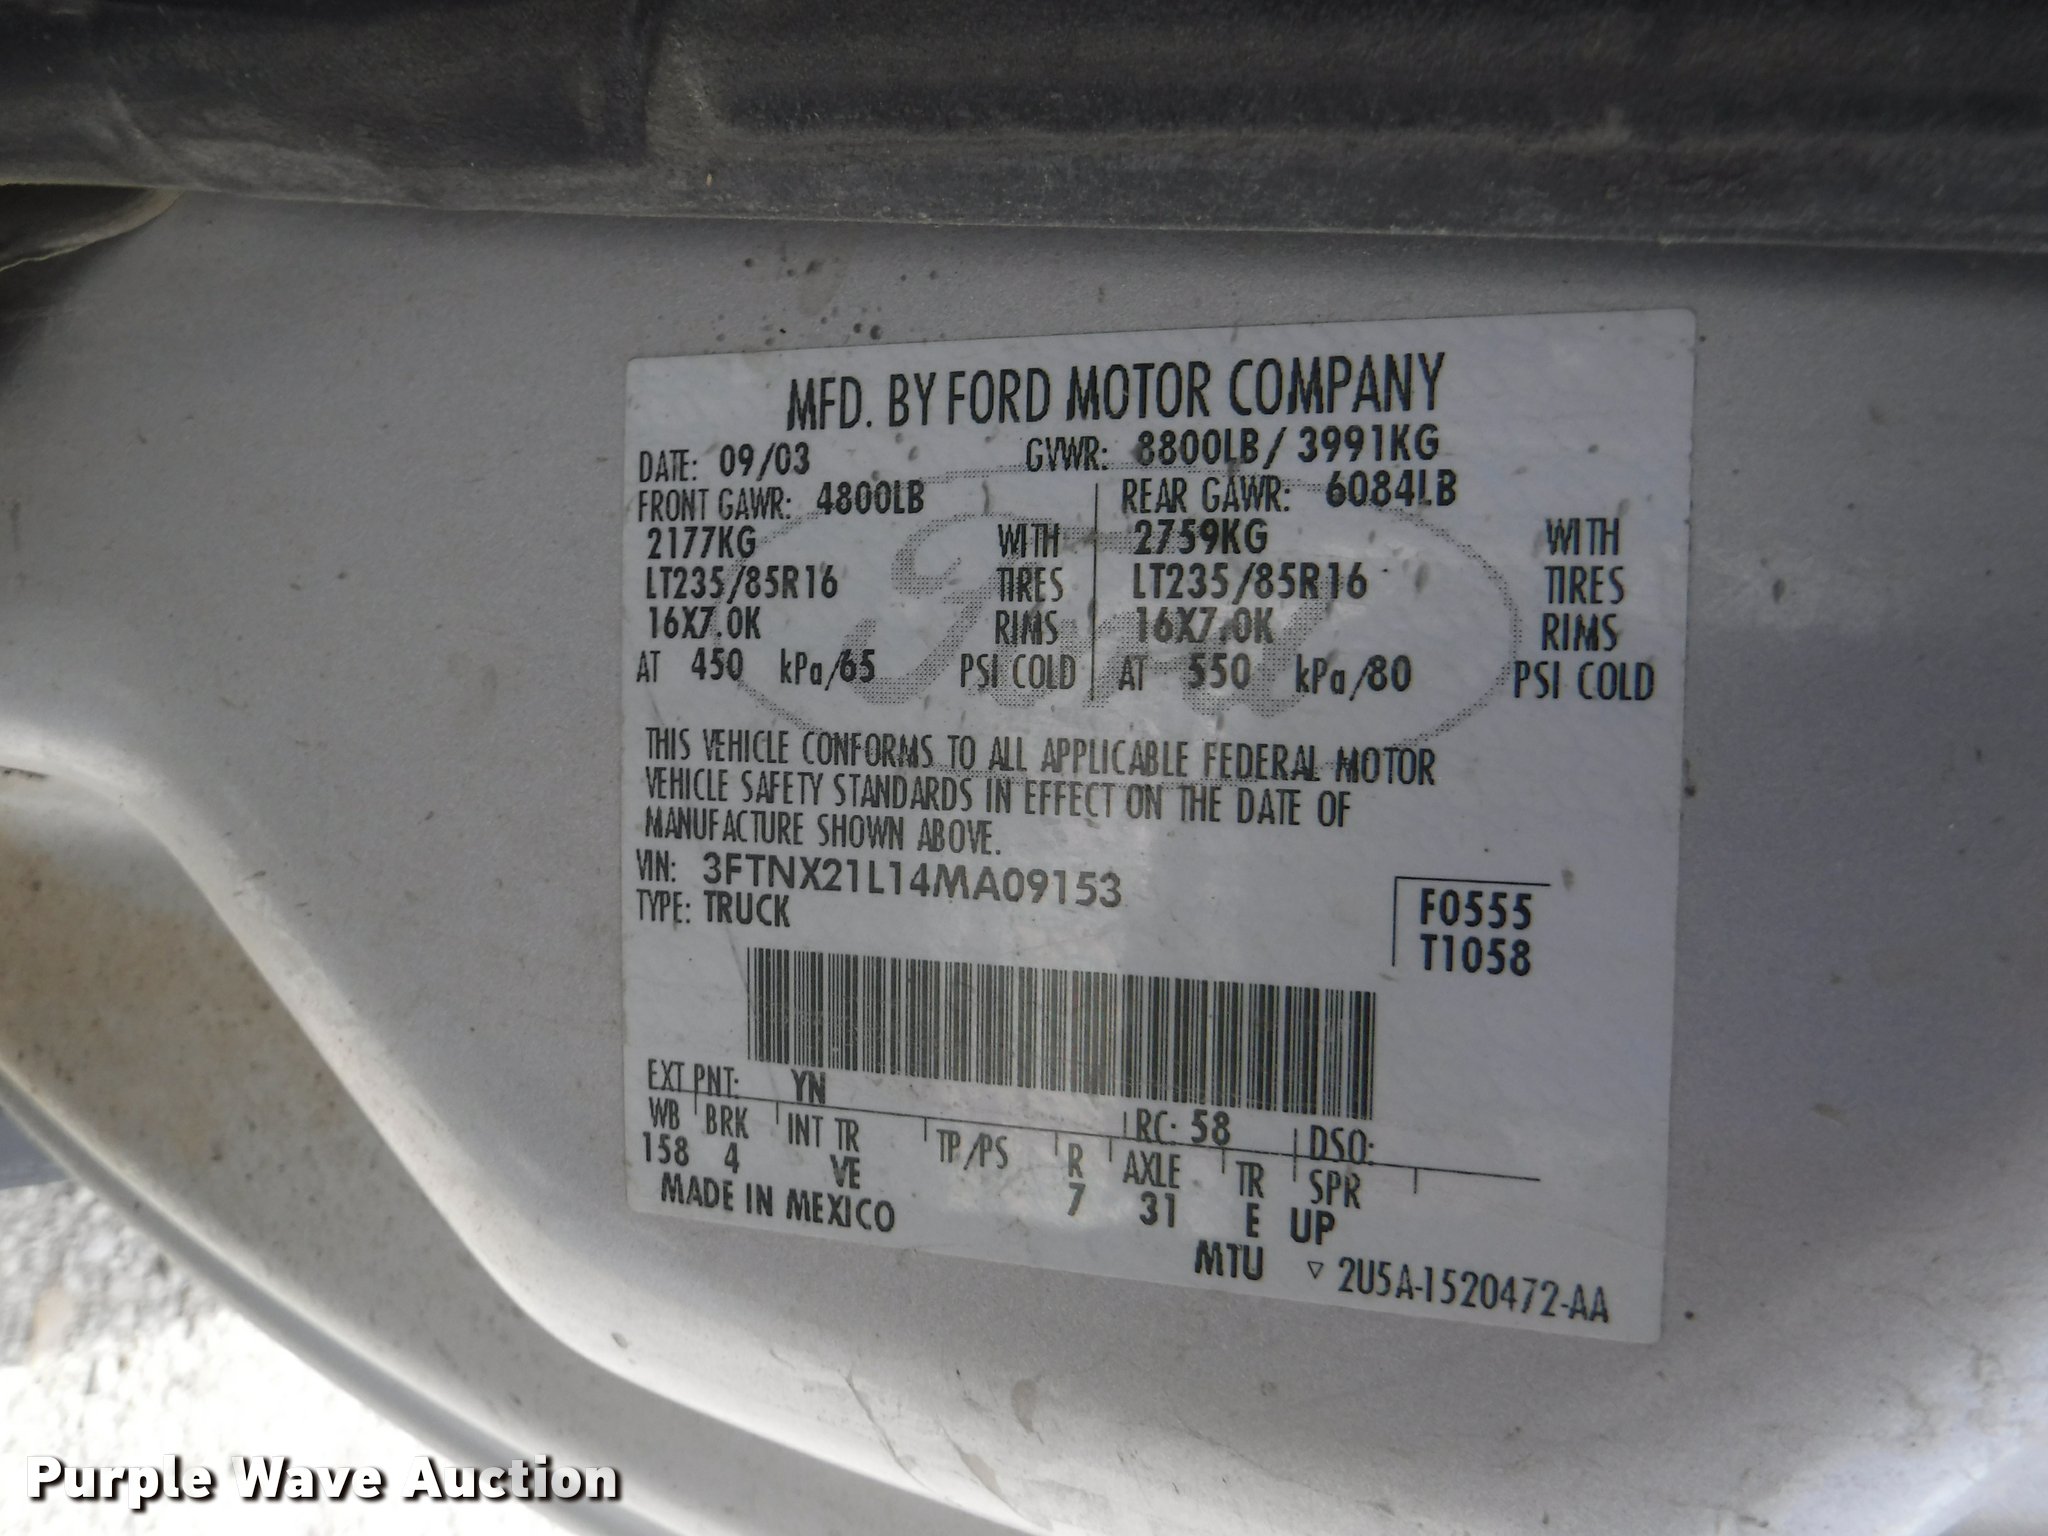 MFD. BY FORD MOTOR COMPANY
DATE: 09/03 GVWR: 8800LB/ 3991KG
FRONT GAWR: 4800LB REAR GAWR: 6084LB
2177KG WITH 2759KG WITH
LT235/85R16 TIRES LT235/85R16 TIRES
16X7.0K RIMS 16X7.0K RIMS
AT 450 kPa/65 PSI COLD AT 550 kPa/80 PSI COLD
Ford
THIS VEHICLE CONFORMS TO ALL APPLICABLE FEDERAL MOTOR
VEHICLE SAFETY STANDARDS IN EFFECT ON THE DATE OF
MANUFACTURE SHOWN ABOVE.
VIN: 3FTNX21L14MA09153
TYPE: TRUCK
F0555
T1058
EXT PNT: YN RC: 58 DSO:
WB BRK INT TR TP/PS R AXLE TR SPR
158 4 VE 7 31 E UP
MADE IN MEXICO MTU ▽ 2U5A-1520472-AA
Purple Wave Auction